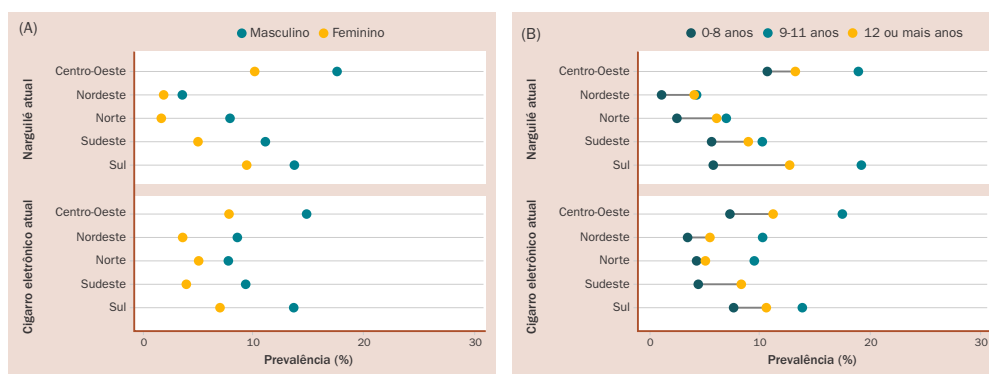 (A)
Masculino Feminino
Narguilé atual
Centro-Oeste
Nordeste
Norte
Sudeste
Sul
Cigarro eletrônico atual
Centro-Oeste
Nordeste
Norte
Sudeste
Sul
0 10 20 30
Prevalência (%)
(B)
0-8 anos 9-11 anos 12 ou mais anos
Narguilé atual
Centro-Oeste
Nordeste
Norte
Sudeste
Sul
Cigarro eletrônico atual
Centro-Oeste
Nordeste
Norte
Sudeste
Sul
0 10 20 30
Prevalência (%)